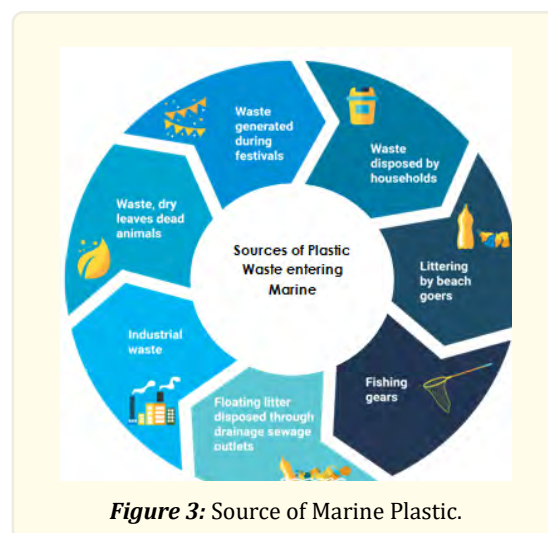 Waste
generated
during
festivals
Waste
disposed by
households
Littering
by beach
goers
Fishing
gears
Floating litter
disposed through
drainage sewage
outlets
Industrial
waste
Waste, dry
leaves dead
animals
Sources of Plastic
Waste entering
Marine
Figure 3: Source of Marine Plastic.